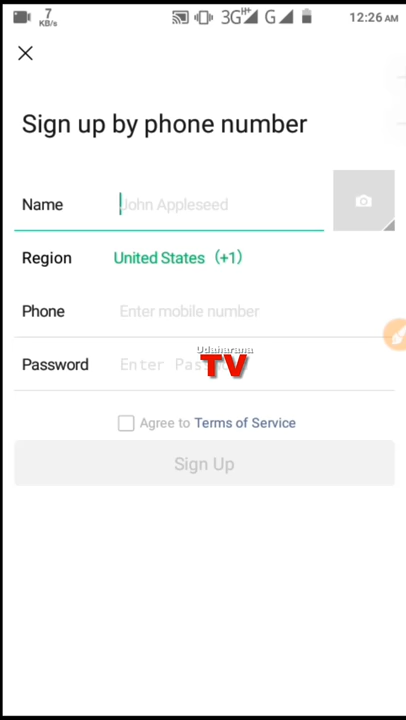 7
KB/s
3G H+ G
12:26 AM
Sign up by phone number
Name John Appleseed
Region United States (+1)
Phone Enter mobile number
Udaharana
Password Enter Pas
TV
Agree to Terms of Service
Sign Up